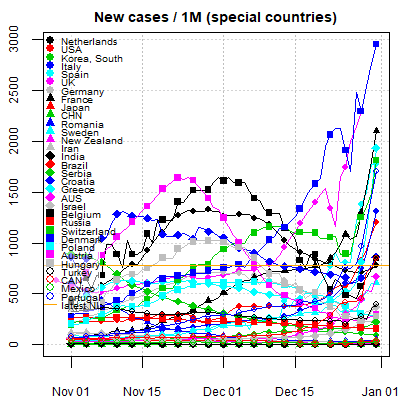 New cases / 1M (special countries)
3000
2500
2000
1500
1000
500
0
Netherlands
USA
Korea, South
Italy
Spain
UK
Germany
France
Japan
CHN
Romania
Sweden
New Zealand
Iran
India
Brazil
Serbia
Croatia
Greece
AUS
Israel
Belgium
Russia
Switzerland
Denmark
Poland
Austria
Hungary
Turkey
CAN
Mexico
Portugal
latest NL
Nov 01
Nov 15
Dec 01
Dec 15
Jan 01